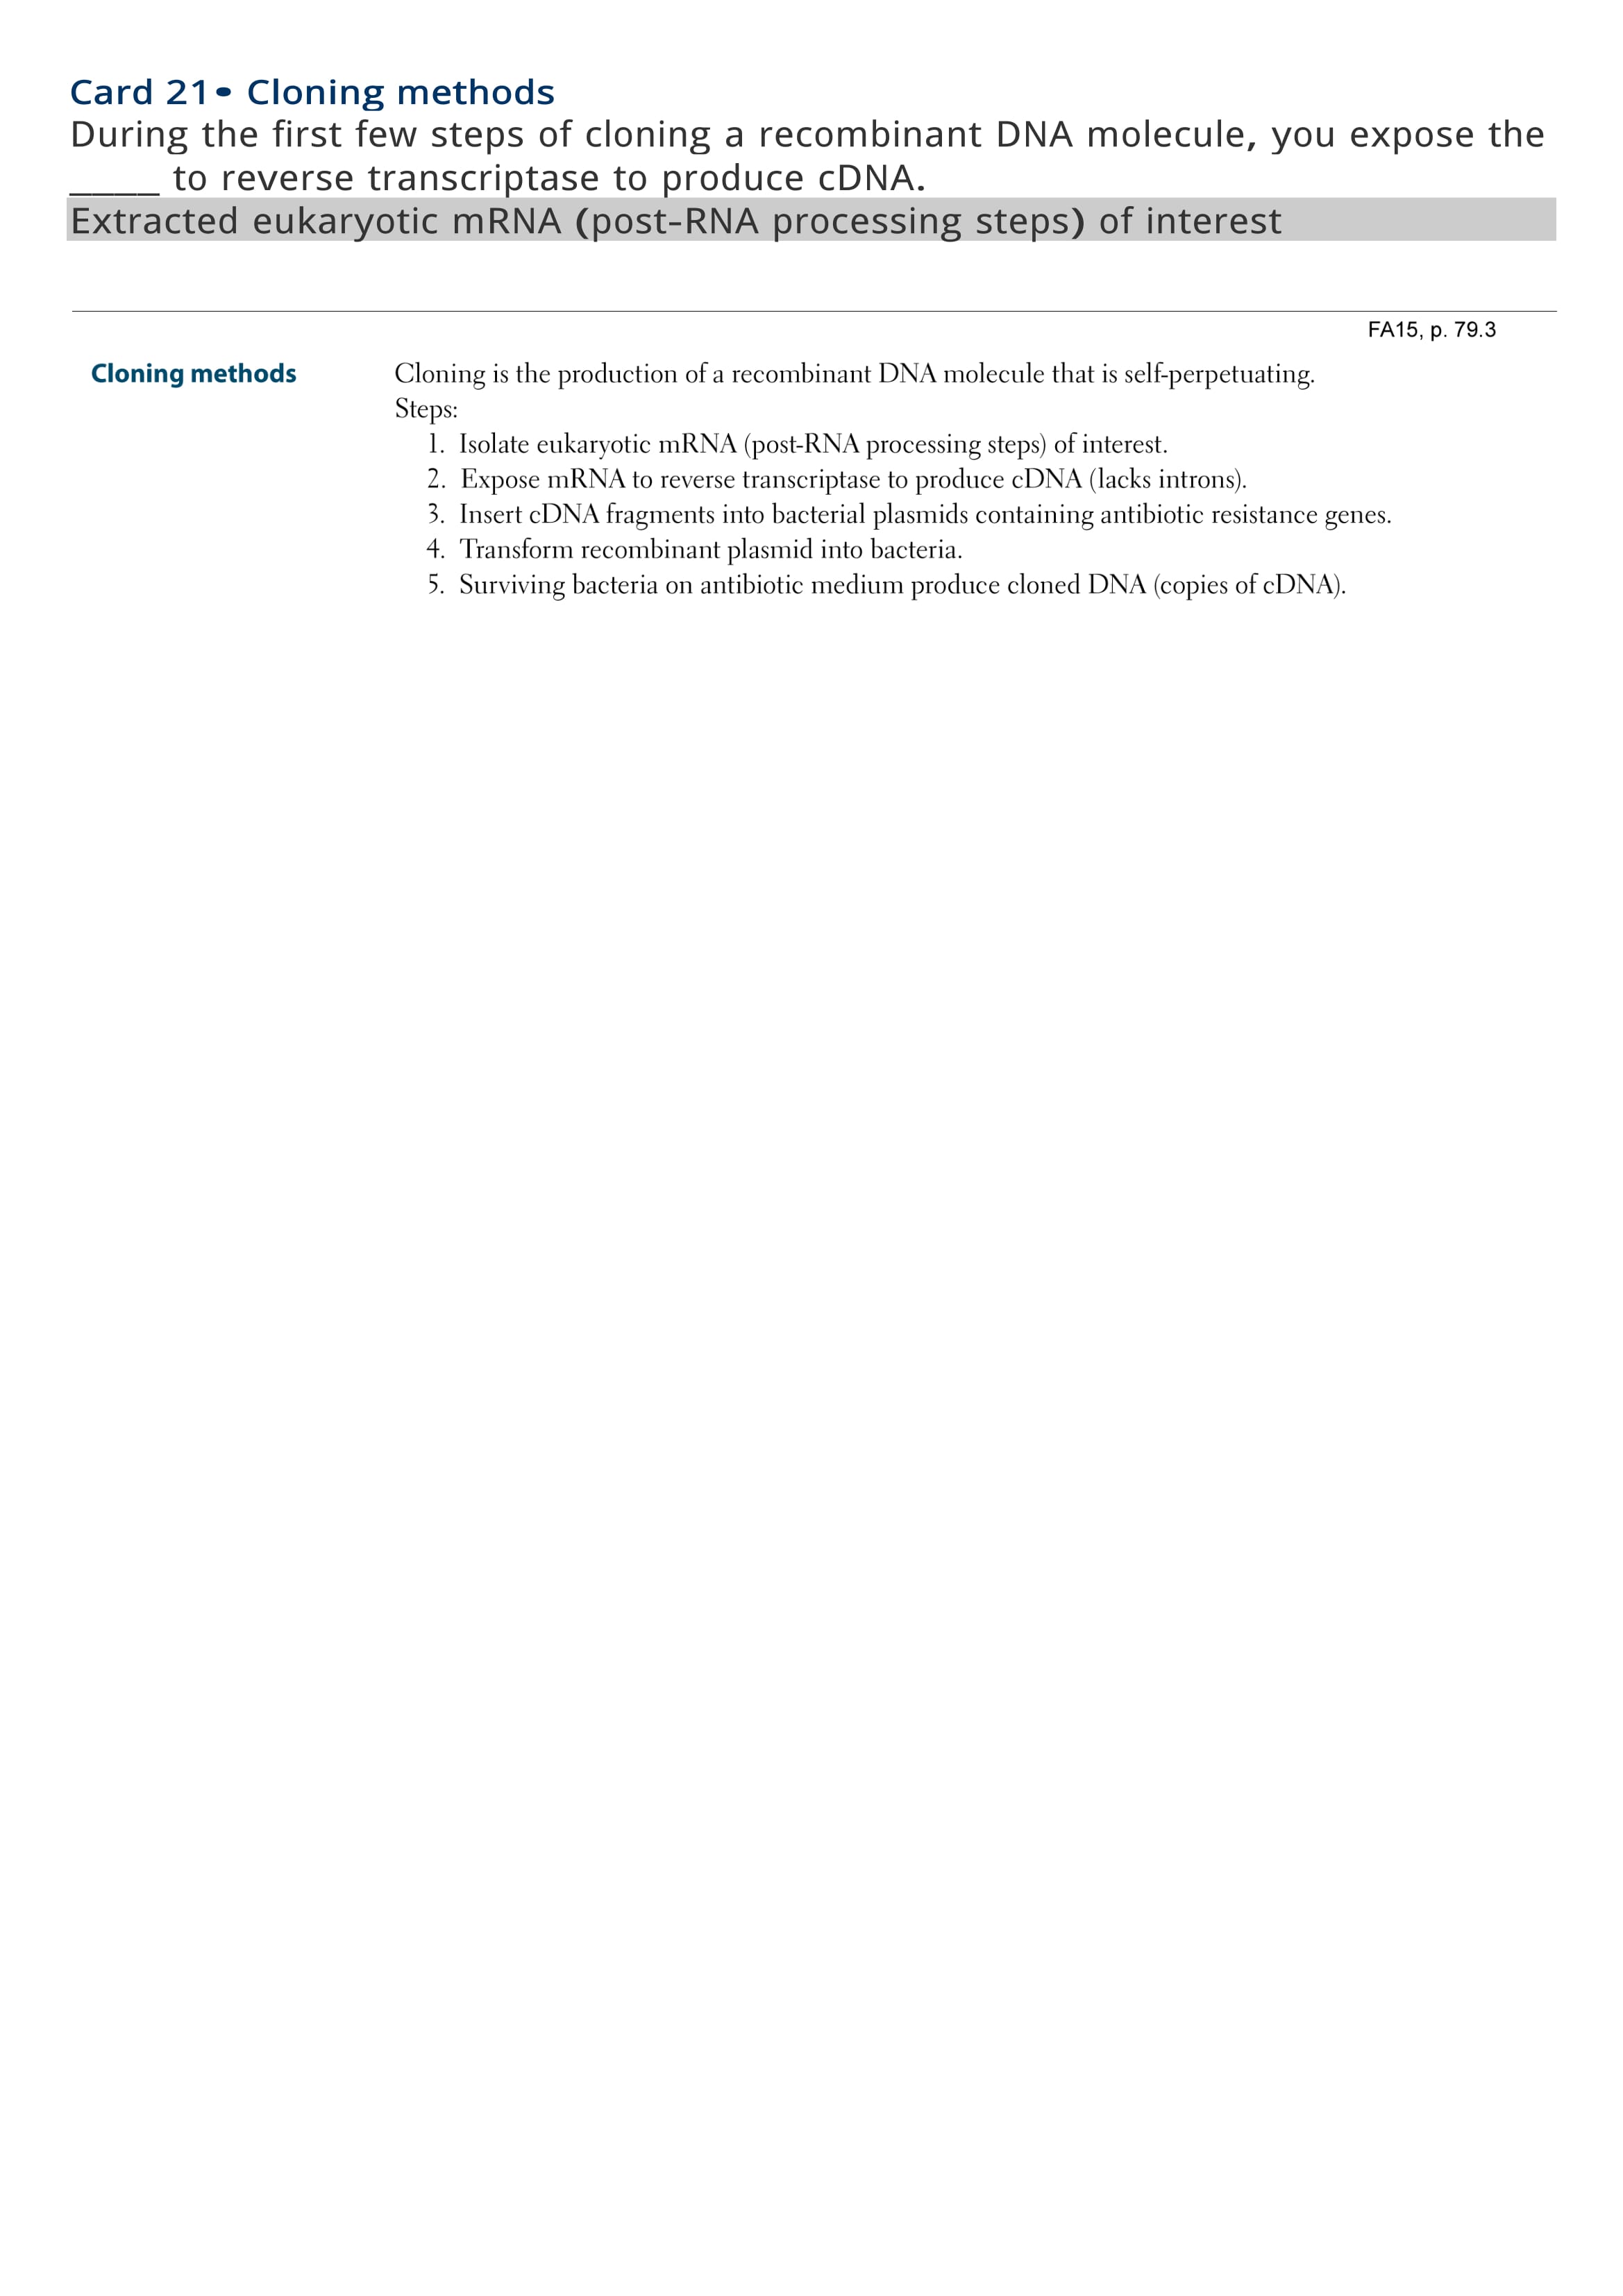 Card 21• Cloning methods
During the first few steps of cloning a recombinant DNA molecule, you expose the
____ to reverse transcriptase to produce cDNA.
Extracted eukaryotic mRNA (post-RNA processing steps) of interest
FA15, p. 79.3
Cloning methods
Cloning is the production of a recombinant DNA molecule that is self-perpetuating.
Steps:
1. Isolate eukaryotic mRNA (post-RNA processing steps) of interest.
2. Expose mRNA to reverse transcriptase to produce cDNA (lacks introns).
3. Insert cDNA fragments into bacterial plasmids containing antibiotic resistance genes.
4. Transform recombinant plasmid into bacteria.
5. Surviving bacteria on antibiotic medium produce cloned DNA (copies of cDNA).